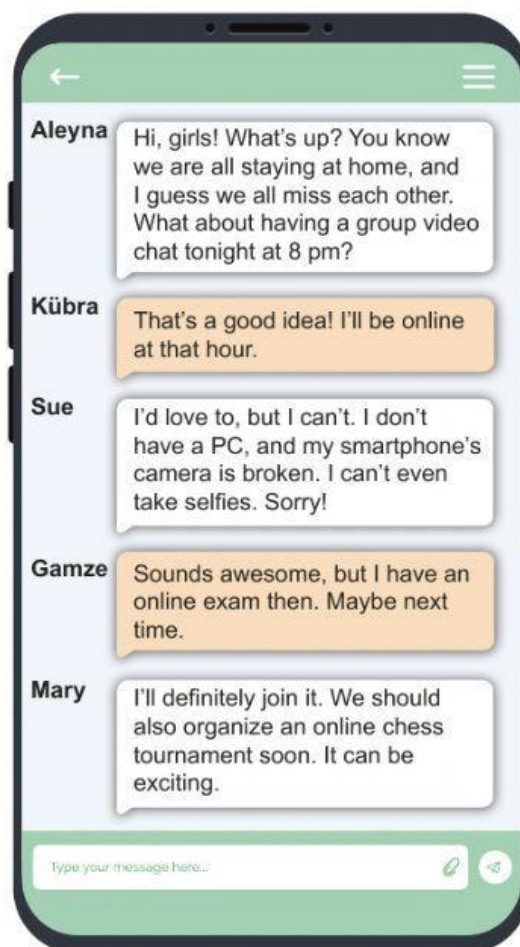 Aleyna
Hi, girls! What's up? You know
we are all staying at home, and
I guess we all miss each other.
What about having a group video
chat tonight at 8 pm?
Kübra
That's a good idea! I'll be online
at that hour.
Sue
I'd love to, but I can't. I don't
have a PC, and my smartphone's
camera is broken. I can't even
take selfies. Sorry!
Gamze
Sounds awesome, but I have an
online exam then. Maybe next
time.
Mary
I'll definitely join it. We should
also organize an online chess
tournament soon. It can be
exciting.
Type your message here...